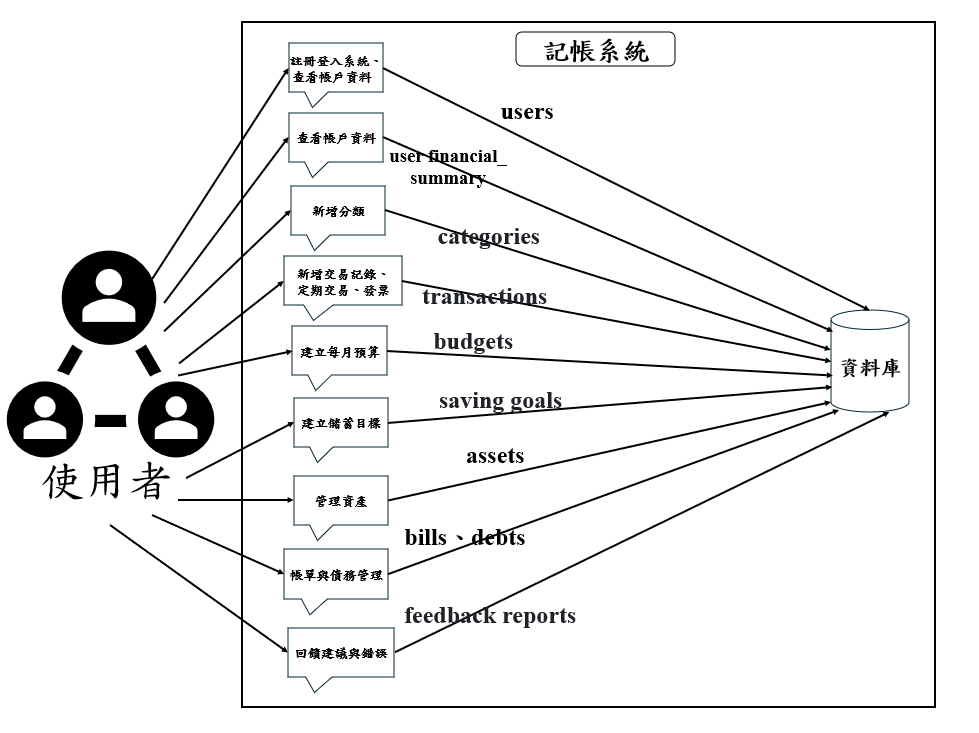 記帳系統
註冊登入系統、
查看帳戶資料
users
查看帳戶資料
user financial_
summary
新增分類
categories
新增交易記錄、
定期交易、發票
transactions
建立每月預算
budgets
資料庫
建立儲蓄目標
saving goals
使用者
管理資產
assets
帳單與債務管理
bills、debts
回饋建議與錯誤
feedback reports